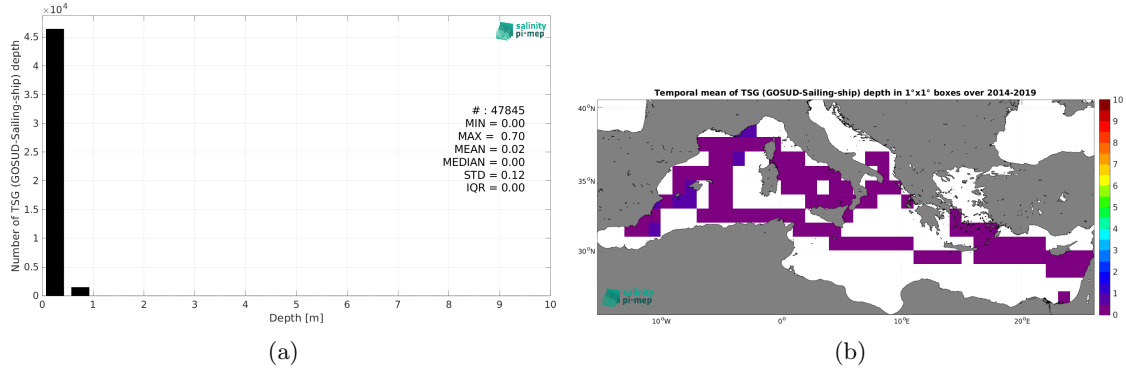 ×10⁴
4.5
4
3.5
3
2.5
2
1.5
1
0.5
0
Number of TSG (GOSUD-Sailing-ship) depth
salinity
pi-mep
# : 47845
MIN = 0.00
MAX = 0.70
MEAN = 0.02
MEDIAN = 0.00
STD = 0.12
IQR = 0.00
0 1 2 3 4 5 6 7 8 9 10
Depth [m]
(a)
Temporal mean of TSG (GOSUD-Sailing-ship) depth in 1°x1° boxes over 2014-2019
40°N
35°N
30°N
salinity
pi-mep
10°W 0° 10°E 20°E
10
9
8
7
6
5
4
3
2
1
0
(b)